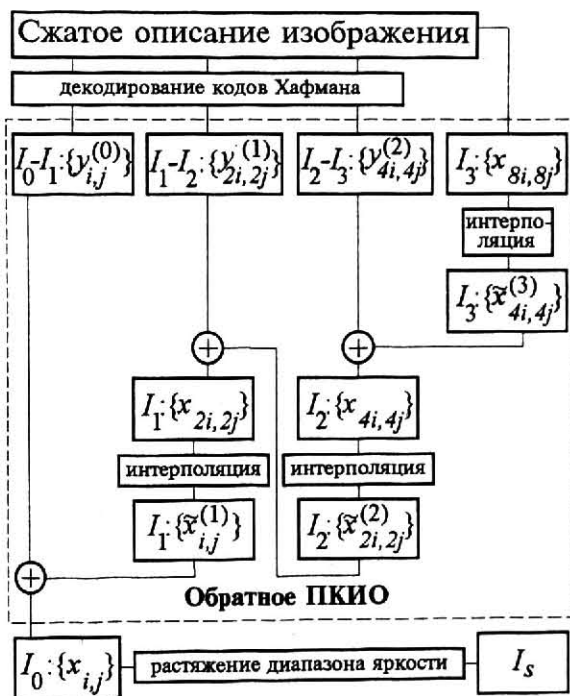 Сжатое описание изображения
декодирование кодов Хафмана
I₀-I₁:{y⁽⁰⁾ᵢ,ⱼ} I₁-I₂:{y⁽¹⁾₂ᵢ,₂ⱼ} I₂-I₃:{y⁽²⁾₄ᵢ,₄ⱼ} I₃:{x₈ᵢ,₈ⱼ}
интерпо-
ляция
I₃:{x̃⁽³⁾₄ᵢ,₄ⱼ}
+ +
I₁:{x₂ᵢ,₂ⱼ} I₂:{x₄ᵢ,₄ⱼ}
интерполяция интерполяция
I₁:{x̃⁽¹⁾ᵢ,ⱼ} I₂:{x̃⁽²⁾₂ᵢ,₂ⱼ}
+
Обратное ПКИО
I₀:{xᵢ,ⱼ} растяжение диапазона яркости Iₛ